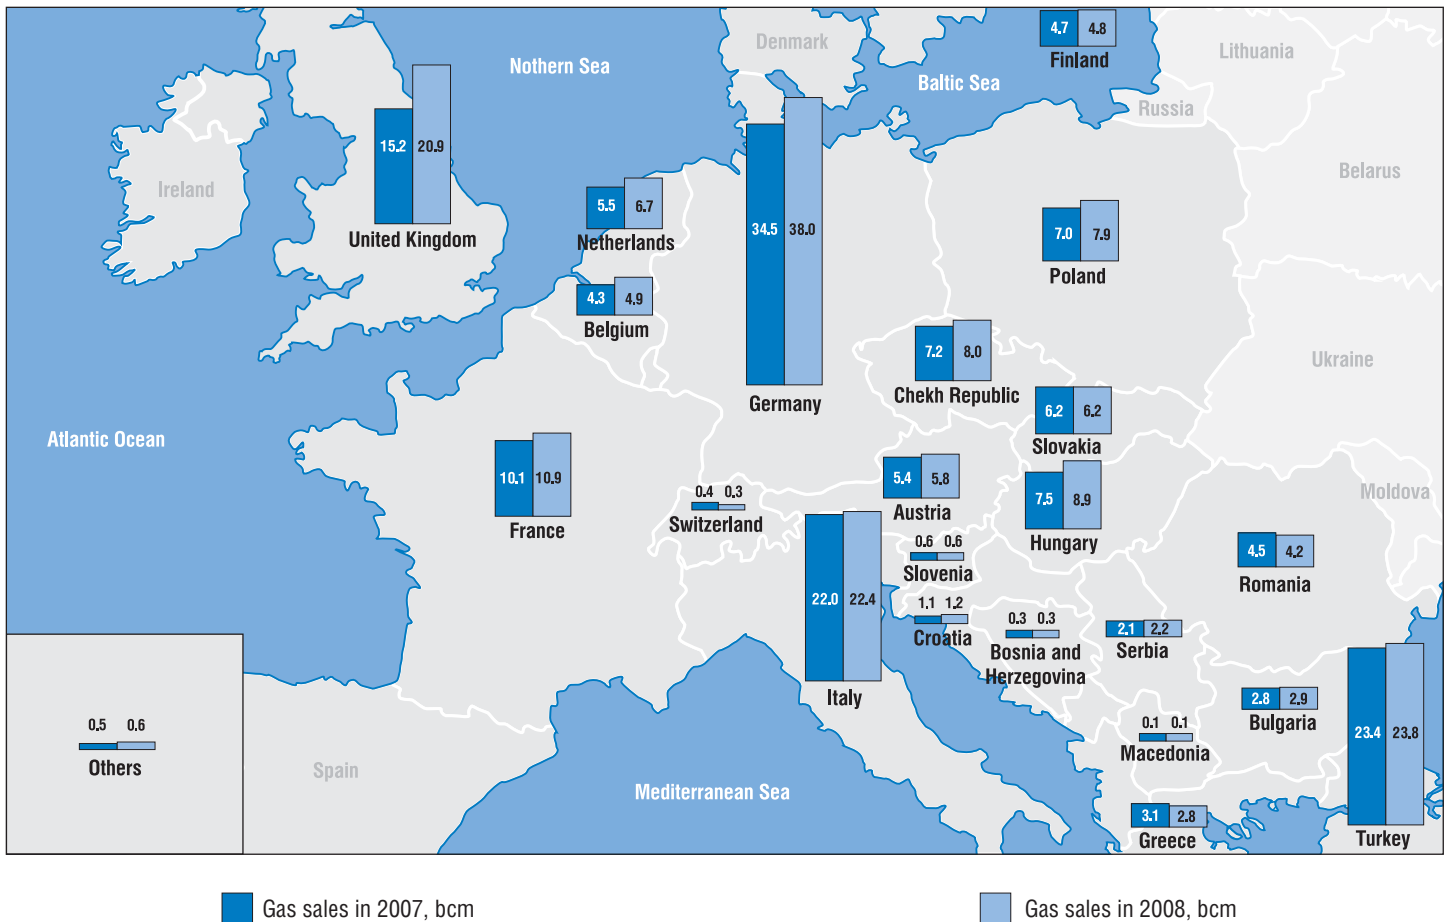 4.7 4.8
Finland
Denmark
Lithuania
Nothern Sea
Baltic Sea
Russia
15.2 20.9
United Kingdom
Ireland
Belarus
5.5 6.7
Netherlands
34.5 38.0
Germany
7.0 7.9
Poland
4.3 4.9
Belgium
7.2 8.0
Chekh Republic
Ukraine
6.2 6.2
Slovakia
Atlantic Ocean
10.1 10.9
France
0.4 0.3
Switzerland
5.4 5.8
Austria
7.5 8.9
Hungary
Moldova
0.6 0.6
Slovenia
4.5 4.2
Romania
22.0 22.4
Italy
1.1 1.2
Croatia
0.3 0.3
Bosnia and
Herzegovina
2.1 2.2
Serbia
2.8 2.9
Bulgaria
0.1 0.1
Macedonia
23.4 23.8
Turkey
0.5 0.6
Others
Spain
Mediterranean Sea
3.1 2.8
Greece
Gas sales in 2007, bcm
Gas sales in 2008, bcm